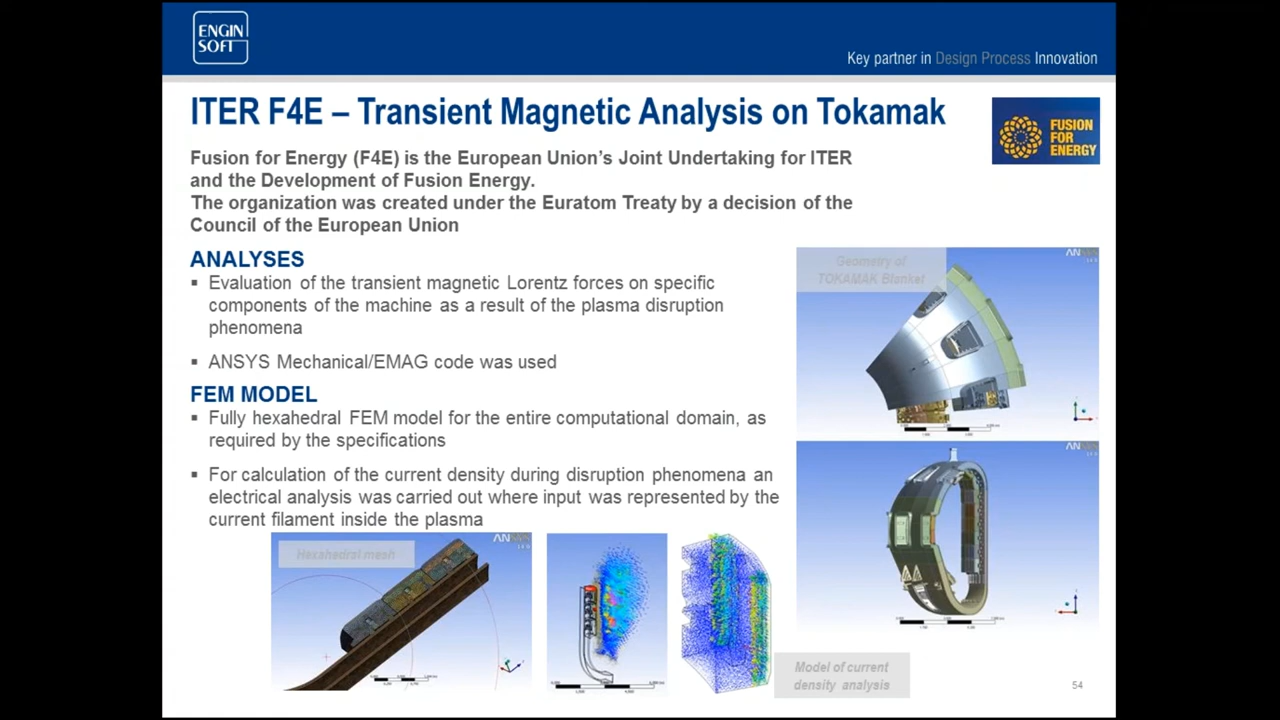 ENGIN
SOFT
Key partner in Design Process Innovation
ITER F4E – Transient Magnetic Analysis on Tokamak
FUSION
FOR
ENERGY
Fusion for Energy (F4E) is the European Union's Joint Undertaking for ITER
and the Development of Fusion Energy.
The organization was created under the Euratom Treaty by a decision of the
Council of the European Union
ANALYSES
▪ Evaluation of the transient magnetic Lorentz forces on specific
components of the machine as a result of the plasma disruption
phenomena
▪ ANSYS Mechanical/EMAG code was used
FEM MODEL
▪ Fully hexahedral FEM model for the entire computational domain, as
required by the specifications
▪ For calculation of the current density during disruption phenomena an
electrical analysis was carried out where input was represented by the
current filament inside the plasma
Geometry of
TOKAMAK Blanket
Hexahedral mesh
Model of current
density analysis
54